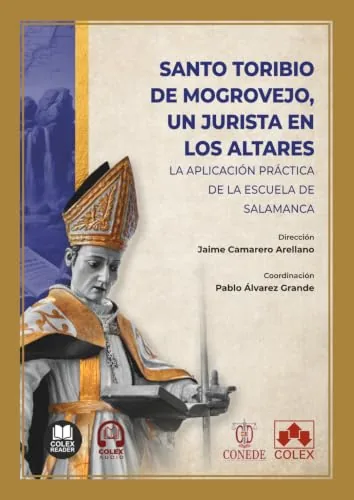 SANTO TORIBIO
DE MOGROVEJO,
UN JURISTA EN
LOS ALTARES
LA APLICACIÓN PRÁCTICA
DE LA ESCUELA DE
SALAMANCA
Dirección
Jaime Camarero Arellano
Coordinación
Pablo Álvarez Grande
COLEX
READER
COLEX
AUDIO
CONEDE
COLEX